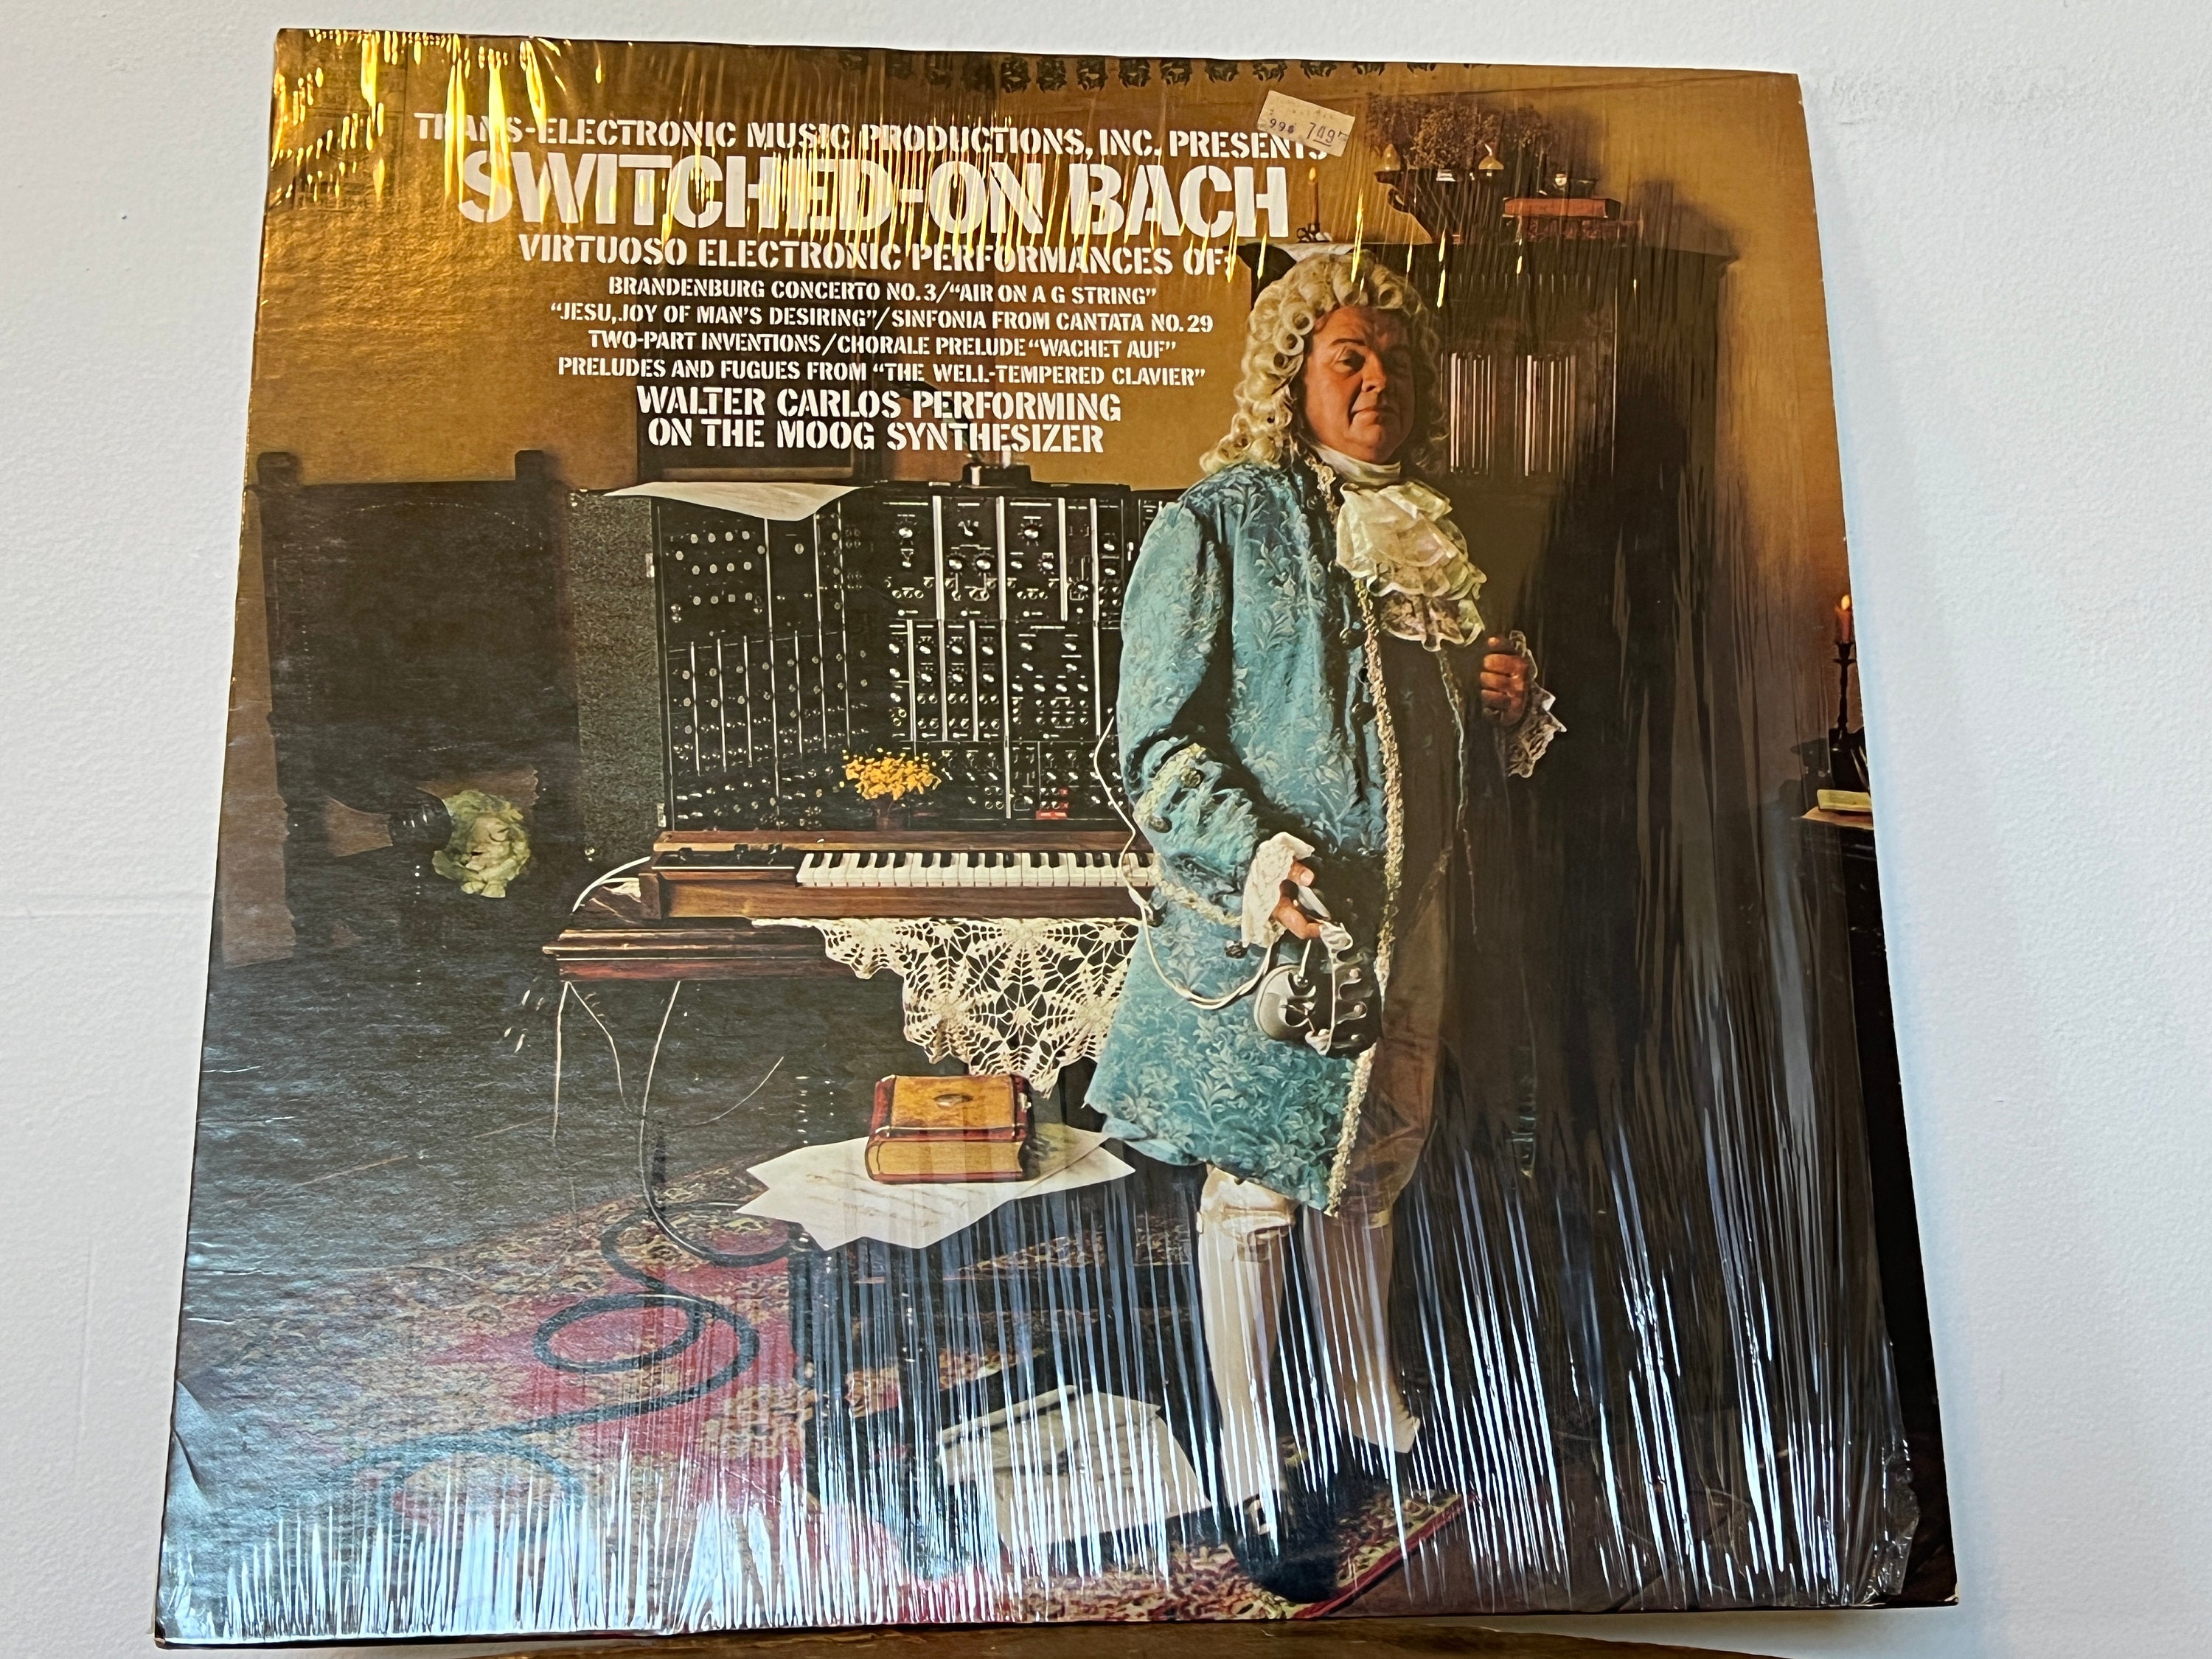 TRANS-ELECTRONIC MUSIC PRODUCTIONS, INC. PRESENTS
SWITCHED-ON BACH
VIRTUOSO ELECTRONIC PERFORMANCES OF:
BRANDENBURG CONCERTO NO. 3/"AIR ON A G STRING"
"JESU, JOY OF MAN'S DESIRING"/SINFONIA FROM CANTATA NO. 29
TWO-PART INVENTIONS/CHORALE PRELUDE "WACHET AUF"
PRELUDES AND FUGUES FROM "THE WELL-TEMPERED CLAVIER"
WALTER CARLOS PERFORMING
ON THE MOOG SYNTHESIZER
99¢ 749